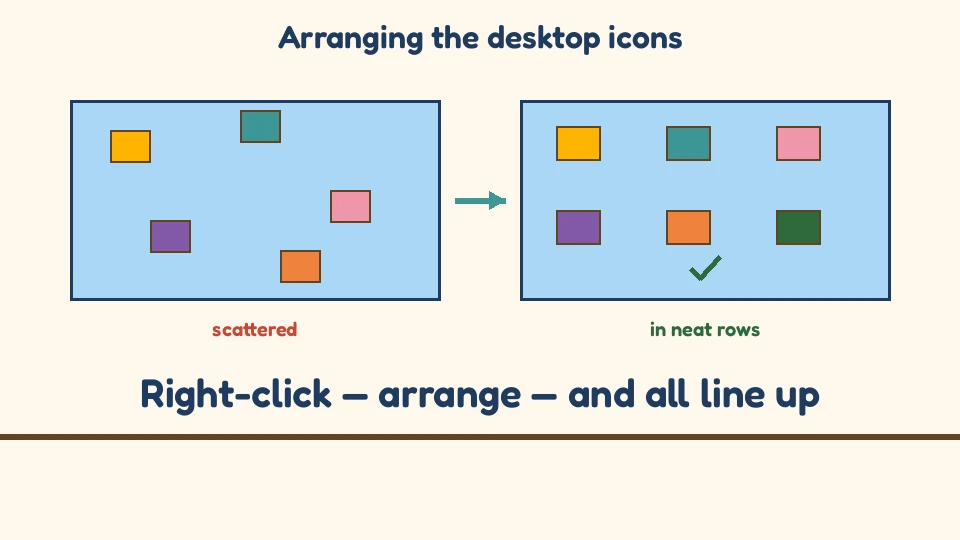 Arranging the desktop icons
scattered
in neat rows
Right-click — arrange — and all line up